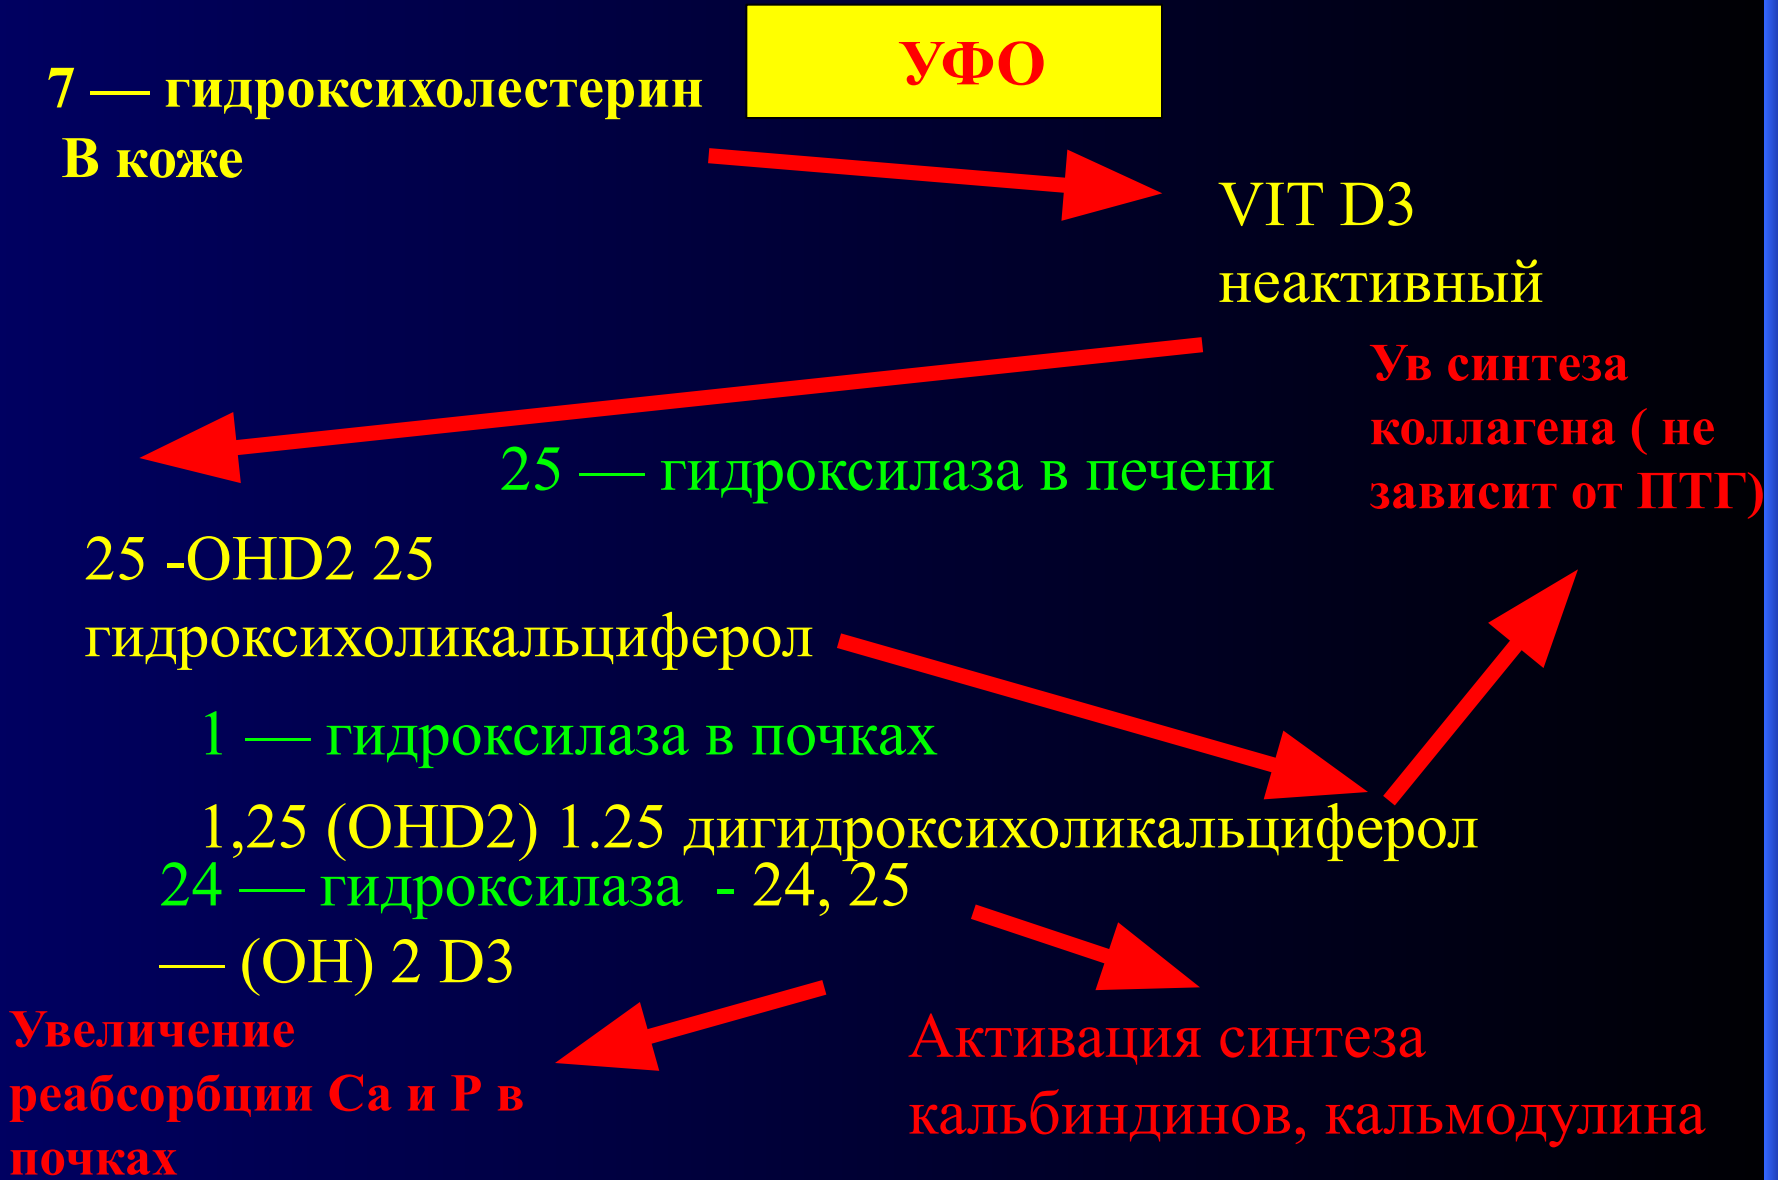 УФО
7 — гидроксихолестерин
В коже
VIT D3
неактивный
Ув синтеза
коллагена ( не
зависит от ПТГ)
25 — гидроксилаза в печени
25 -OHD2 25
гидроксихоликальциферол
1 — гидроксилаза в почках
1,25 (OHD2) 1.25 дигидроксихоликальциферол
24 — гидроксилаза - 24, 25
— (OH) 2 D3
Увеличение
реабсорбции Са и Р в
почках
Активация синтеза
кальбиндинов, кальмодулина